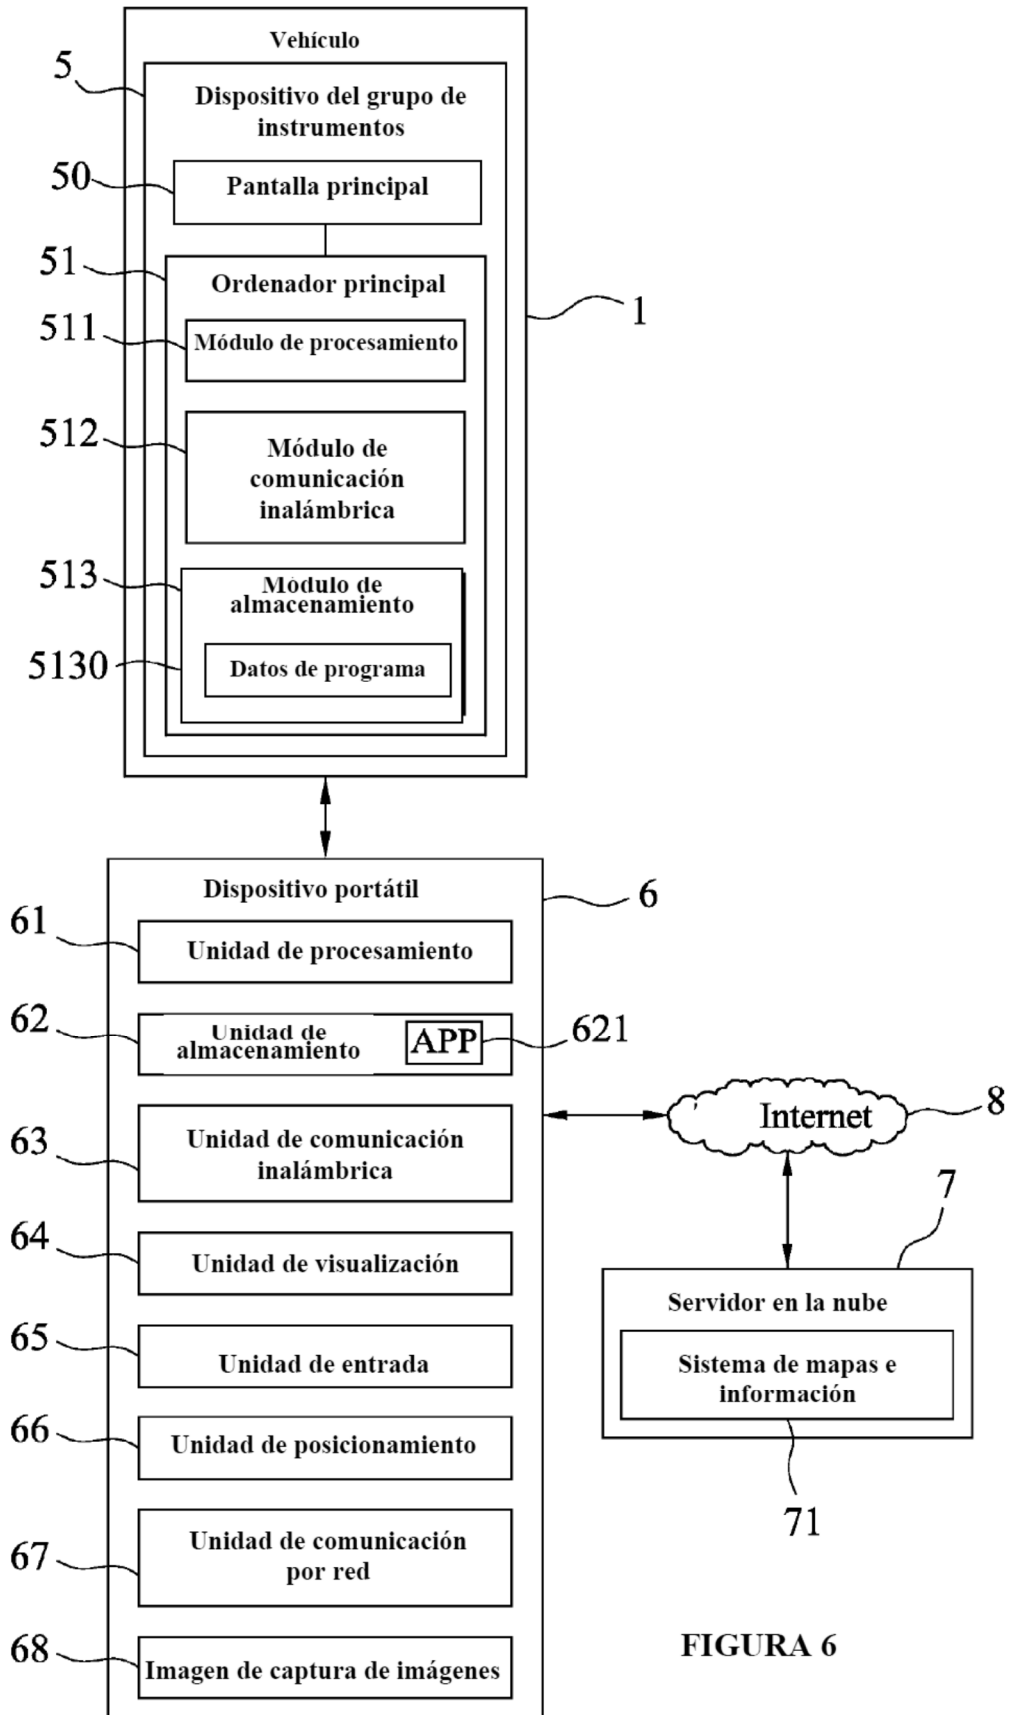 Vehículo
5
Dispositivo del grupo de
instrumentos
50
Pantalla principal
51
Ordenador principal
1
511
Módulo de procesamiento
512
Módulo de
comunicación
inalámbrica
513
Módulo de
almacenamiento
5130
Datos de programa
Dispositivo portátil
6
61
Unidad de procesamiento
62
Unidad de
almacenamiento
APP
621
8
Internet
63
Unidad de comunicación
inalámbrica
7
64
Unidad de visualización
Servidor en la nube
65
Unidad de entrada
Sistema de mapas e
información
66
Unidad de posicionamiento
71
67
Unidad de comunicación
por red
68
Imagen de captura de imágenes
FIGURA 6